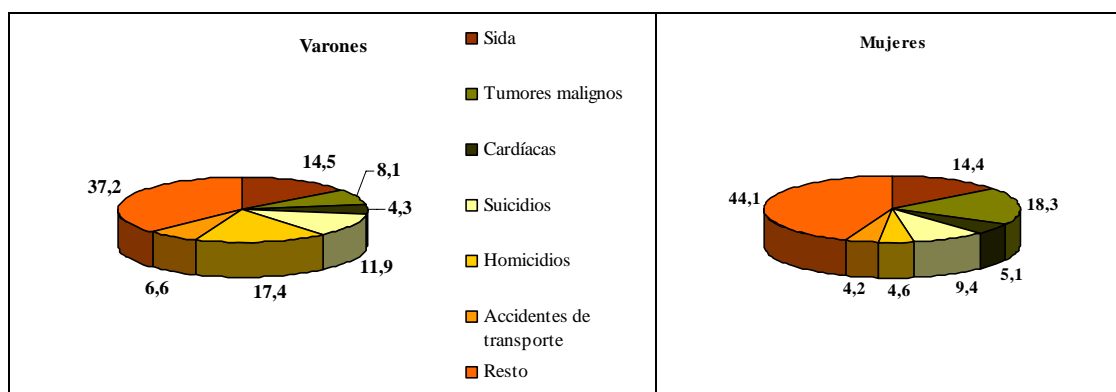 Varones
Sida
Tumores malignos
Cardíacas
Suicidios
Homicidios
Accidentes de
transporte
Resto
14,5
8,1
4,3
11,9
17,4
6,6
37,2
Mujeres
14,4
18,3
5,1
9,4
4,6
4,2
44,1